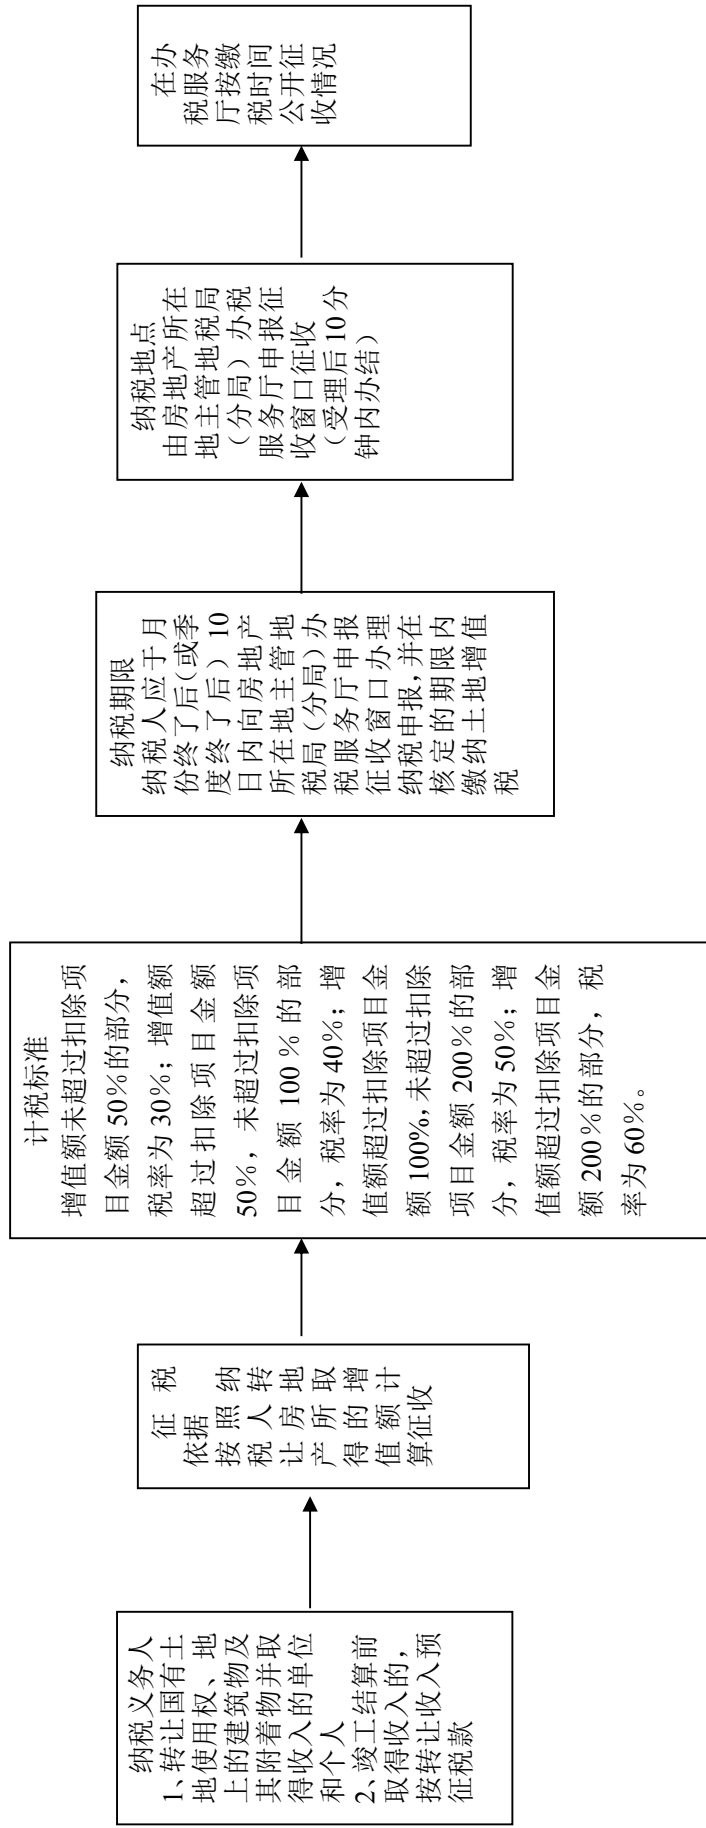 纳税义务人
1、转让国有土
地使用权、地
上的建筑物及
其附着物并取
得收入的单位
和个人
2、竣工结算前
取得收入的，
按转让收入预
征税款
征 税
依据
按 照 纳
税 人 转
让 房 地
产 所 取
得 的 增
值 额 计
算征收
计税标准
增值额未超过扣除项
目金额 50%的部分，
税率为 30%；增值额
超过扣除项目金额
50%，未超过扣除项
目金额 100％的部
分，税率为 40%；增
值额超过扣除项目金
额 100%,未超过扣除
项目金额 200%的部
分，税率为 50%；增
值额超过扣除项目金
额 200%的部分，税
率为 60%。
纳税期限
纳税人应于月
份终了后(或季
度终了后) 10
日内向房地产
所在地主管地
税局(分局)办
税服务厅申报
征收窗口办理
纳税申报,并在
核定的期限内
缴纳土地增值
税
纳税地点
由房地产所在
地主管地税局
（分局）办税
服务厅申报征
收窗口征收
（受理后 10 分
钟内办结）
在办
税服务
厅按缴
税时间
公开征
收情况